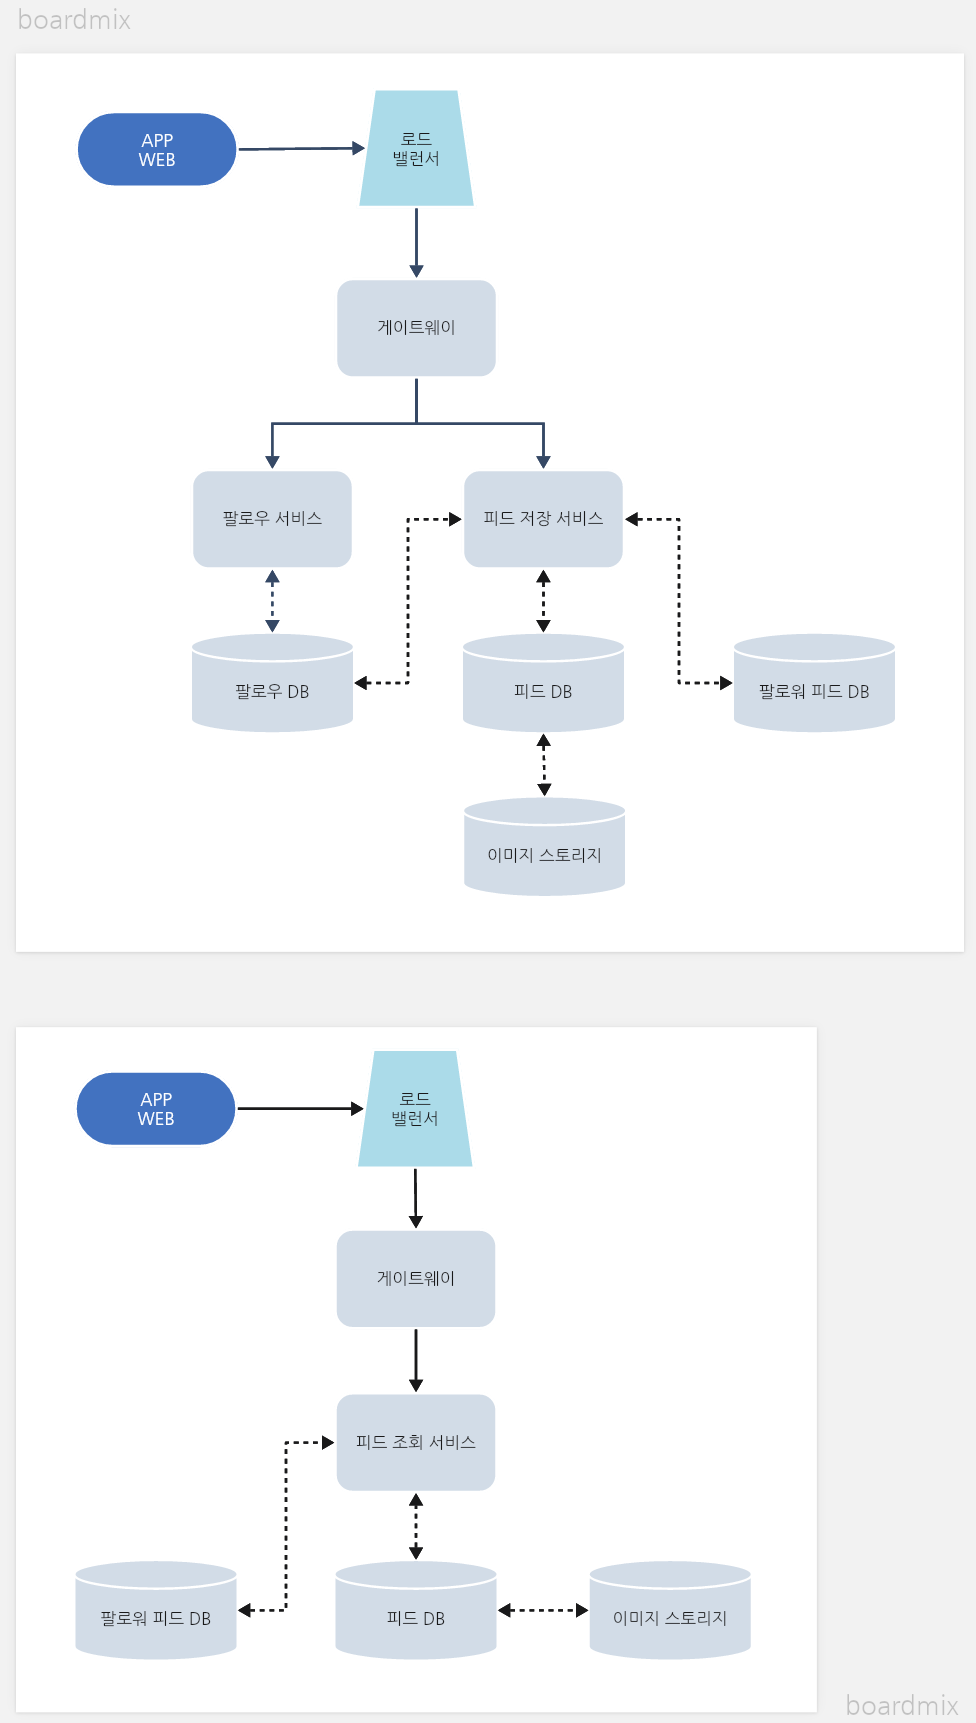 boardmix
APP
WEB
로드
밸런서
게이트웨이
팔로우 서비스
피드 저장 서비스
팔로우 DB
피드 DB
팔로워 피드 DB
이미지 스토리지
APP
WEB
로드
밸런서
게이트웨이
피드 조회 서비스
팔로워 피드 DB
피드 DB
이미지 스토리지
boardmix